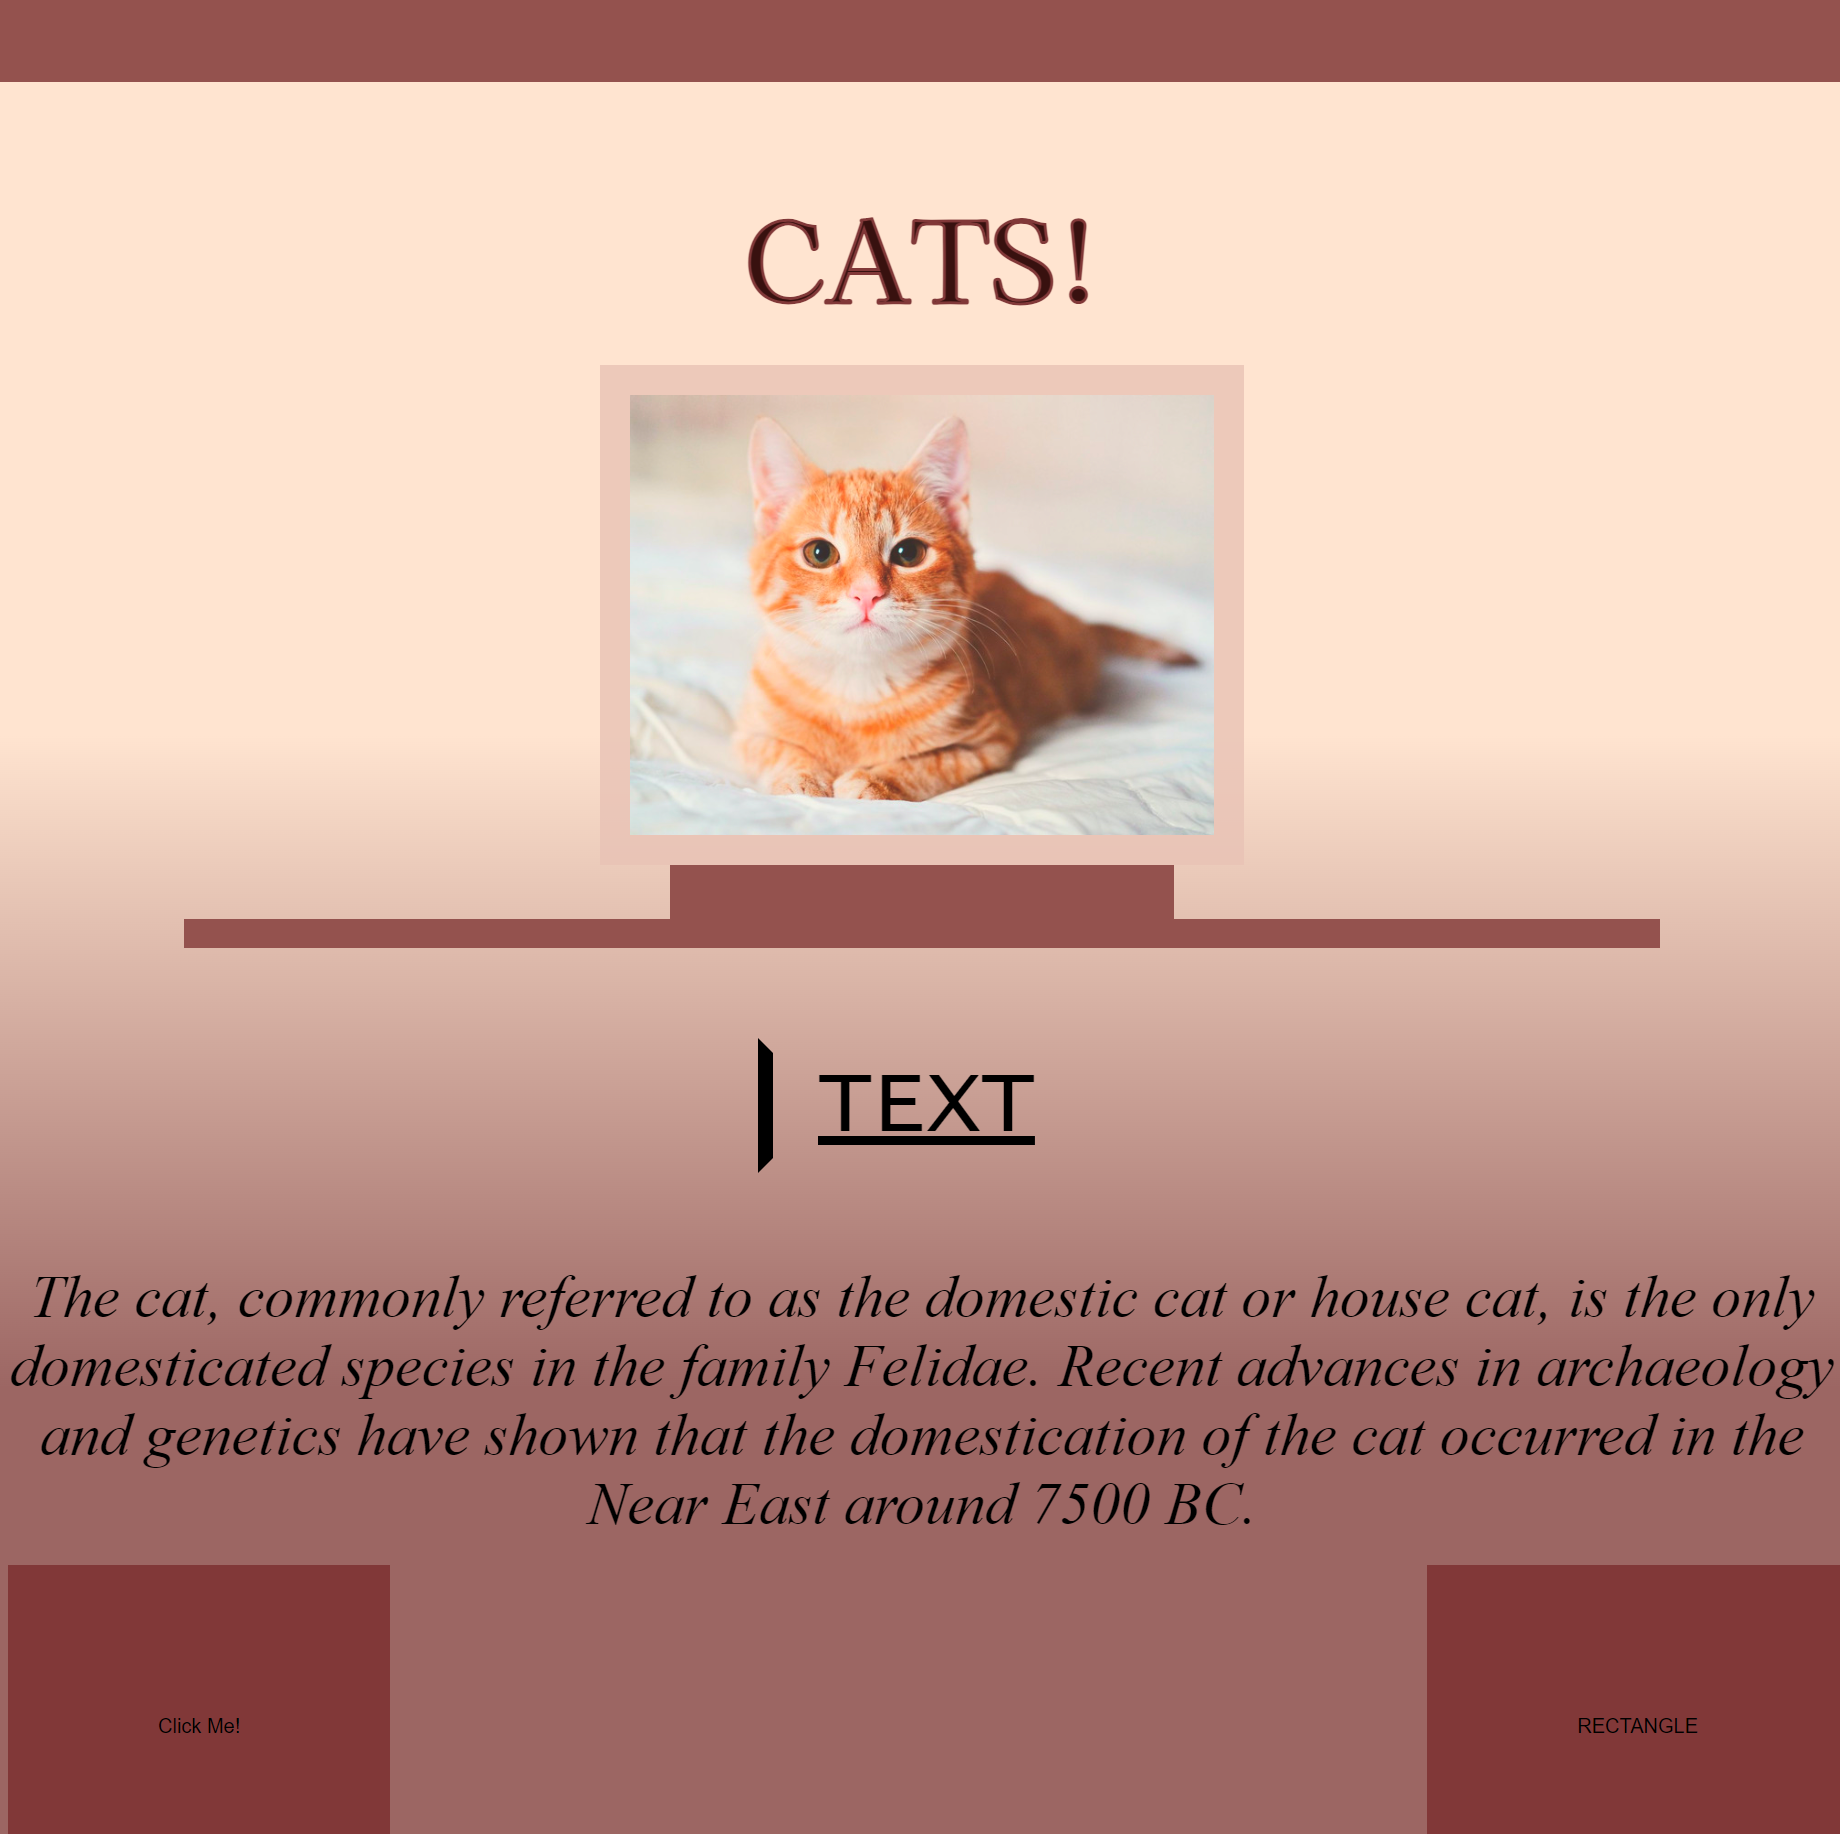 CATS!
TEXT
The cat, commonly referred to as the domestic cat or house cat, is the only
domesticated species in the family Felidae. Recent advances in archaeology
and genetics have shown that the domestication of the cat occurred in the
Near East around 7500 BC.
Click Me!
RECTANGLE